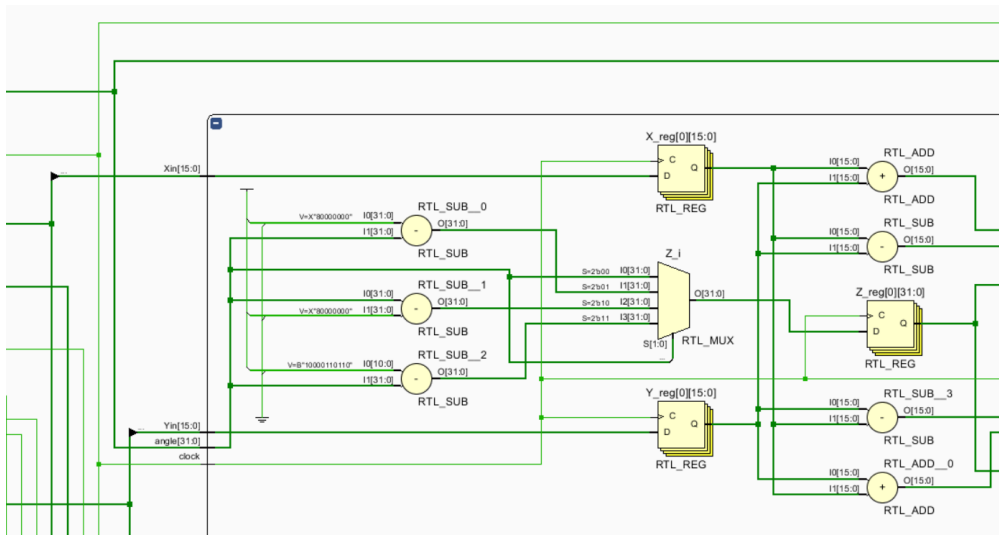 X_reg[0][15:0]
C
D
Q
RTL_REG
Xin[15:0]
...
RTL_ADD
I0[15:0]
I1[15:0]
+
O[15:0]
RTL_ADD
RTL_SUB__0
V=X"80000000"
I0[31:0]
I1[31:0]
-
O[31:0]
RTL_SUB
RTL_SUB
I0[15:0]
I1[15:0]
-
O[15:0]
RTL_SUB
Z_i
S=2'b00
I0[31:0]
S=2'b01
I1[31:0]
S=2'b10
I2[31:0]
S=2'b11
I3[31:0]
O[31:0]
S[1:0]
...
RTL_MUX
RTL_SUB__1
I0[31:0]
V=X"80000000"
I1[31:0]
-
O[31:0]
RTL_SUB
Z_reg[0][31:0]
C
D
Q
RTL_REG
RTL_SUB__2
V=B"10000110110"
I0[10:0]
I1[31:0]
-
O[31:0]
RTL_SUB
Y_reg[0][15:0]
C
D
Q
RTL_REG
RTL_SUB__3
I0[15:0]
I1[15:0]
-
O[15:0]
RTL_SUB
...
Yin[15:0]
angle[31:0]
clock
RTL_ADD__0
I0[15:0]
I1[15:0]
+
O[15:0]
RTL_ADD